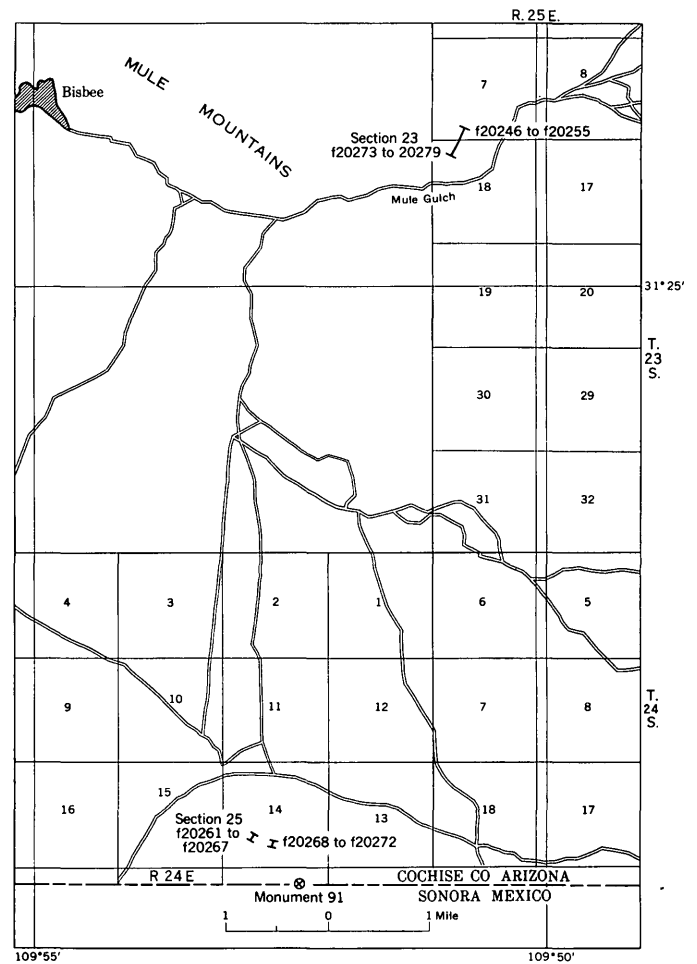 R. 25 E.
MULE
MOUNTAINS
Bisbee
7
8
Section 23
f20273 to 20279
f20246 to f20255
18
17
Mule Gulch
31°25'
19
20
T.
23
S.
30
29
31
32
4
3
2
1
6
5
9
10
11
12
7
8
T.
24
S.
16
15
14
13
18
17
Section 25
f20261 to
f20267
f20268 to f20272
R 24 E
COCHISE CO ARIZONA
Monument 91
SONORA MEXICO
1
0
1 Mile
109°55'
109°50'